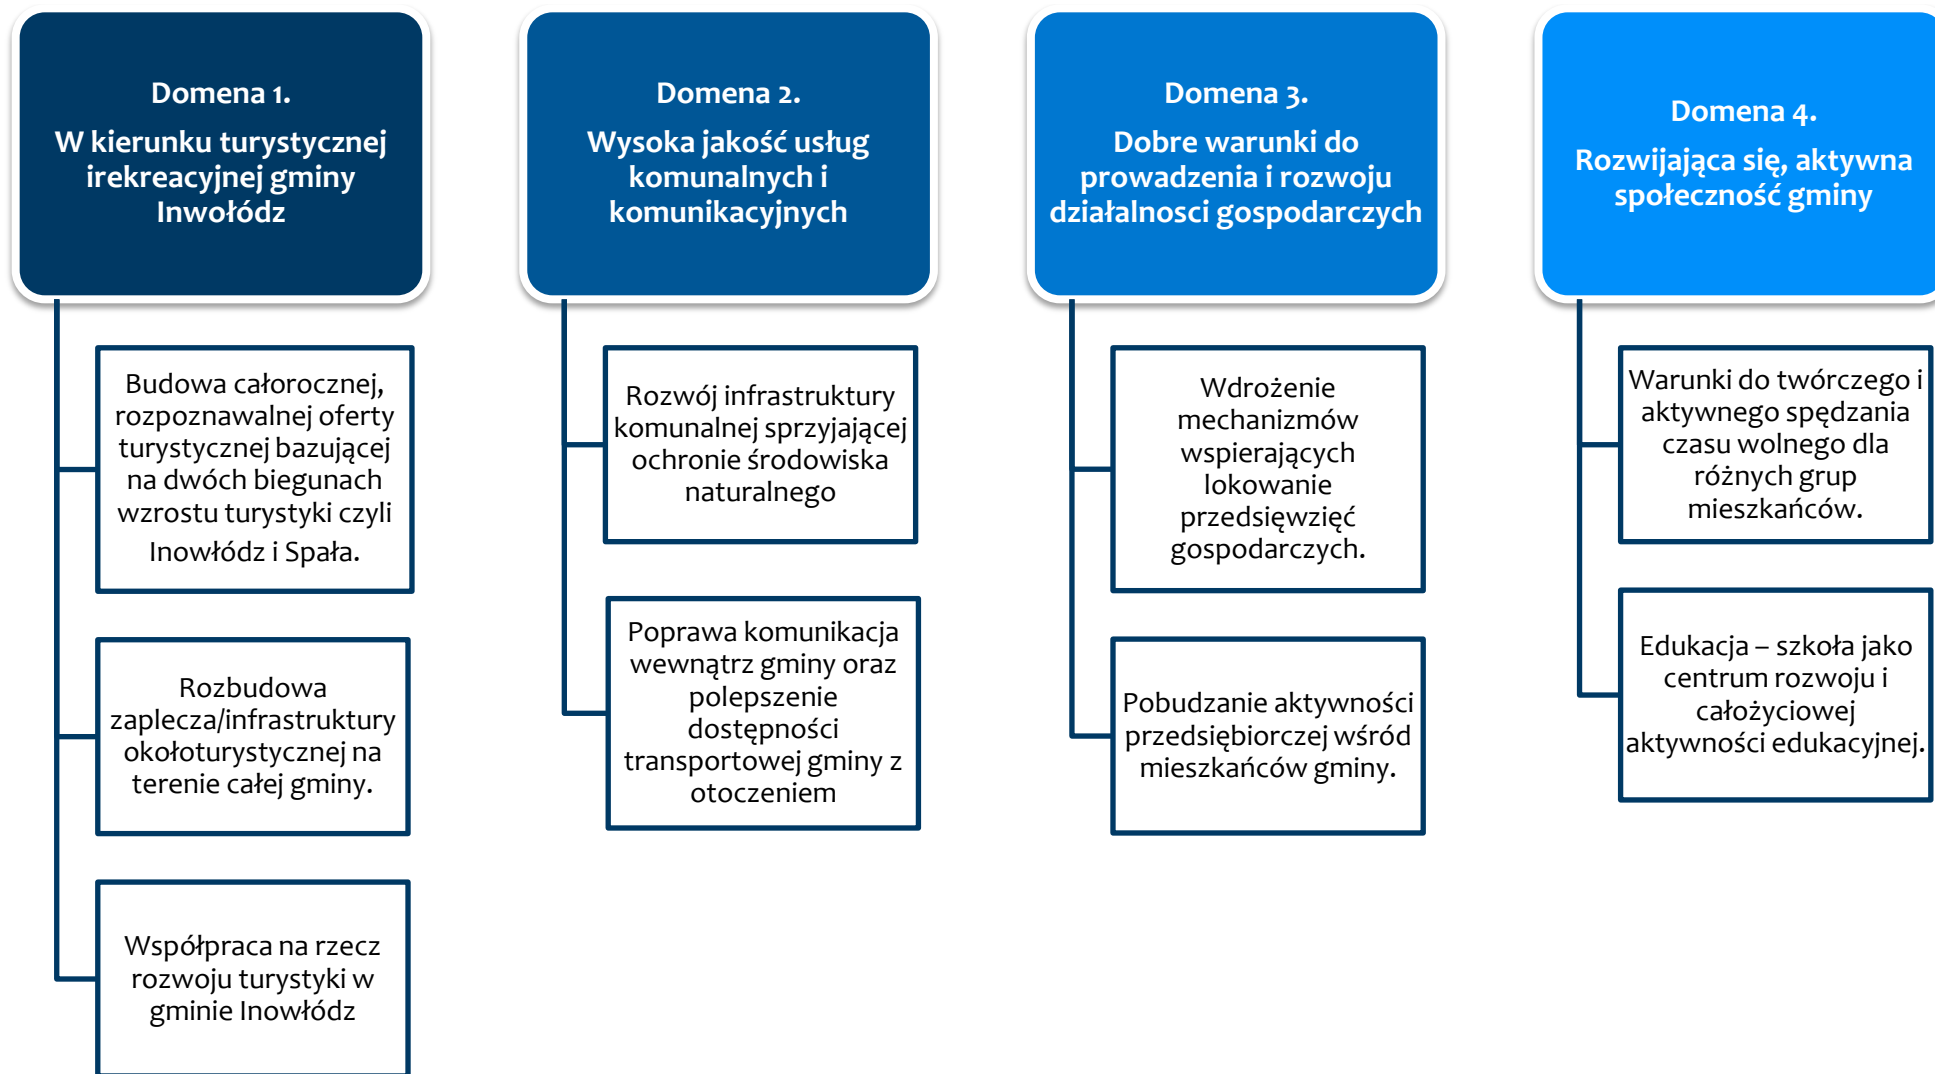 Domena 1.
W kierunku turystycznej
irekreacyjnej gminy
Inwołódz
Budowa całorocznej,
rozpoznawalnej oferty
turystycznej bazującej
na dwóch biegunach
wzrostu turystyki czyli
Inowłódz i Spała.
Rozbudowa
zaplecza/infrastruktury
okołoturystycznej na
terenie całej gminy.
Współpraca na rzecz
rozwoju turystyki w
gminie Inowłódz
Domena 2.
Wysoka jakość usług
komunalnych i
komunikacyjnych
Rozwój infrastruktury
komunalnej sprzyjającej
ochronie środowiska
naturalnego
Poprawa komunikacja
wewnątrz gminy oraz
polepszenie
dostępności
transportowej gminy z
otoczeniem
Domena 3.
Dobre warunki do
prowadzenia i rozwoju
działalnosci gospodarczych
Wdrożenie
mechanizmów
wspierających
lokowanie
przedsięwzięć
gospodarczych.
Pobudzanie aktywności
przedsiębiorczej wśród
mieszkańców gminy.
Domena 4.
Rozwijająca się, aktywna
społeczność gminy
Warunki do twórczego i
aktywnego spędzania
czasu wolnego dla
różnych grup
mieszkańców.
Edukacja – szkoła jako
centrum rozwoju i
całożyciowej
aktywności edukacyjnej.